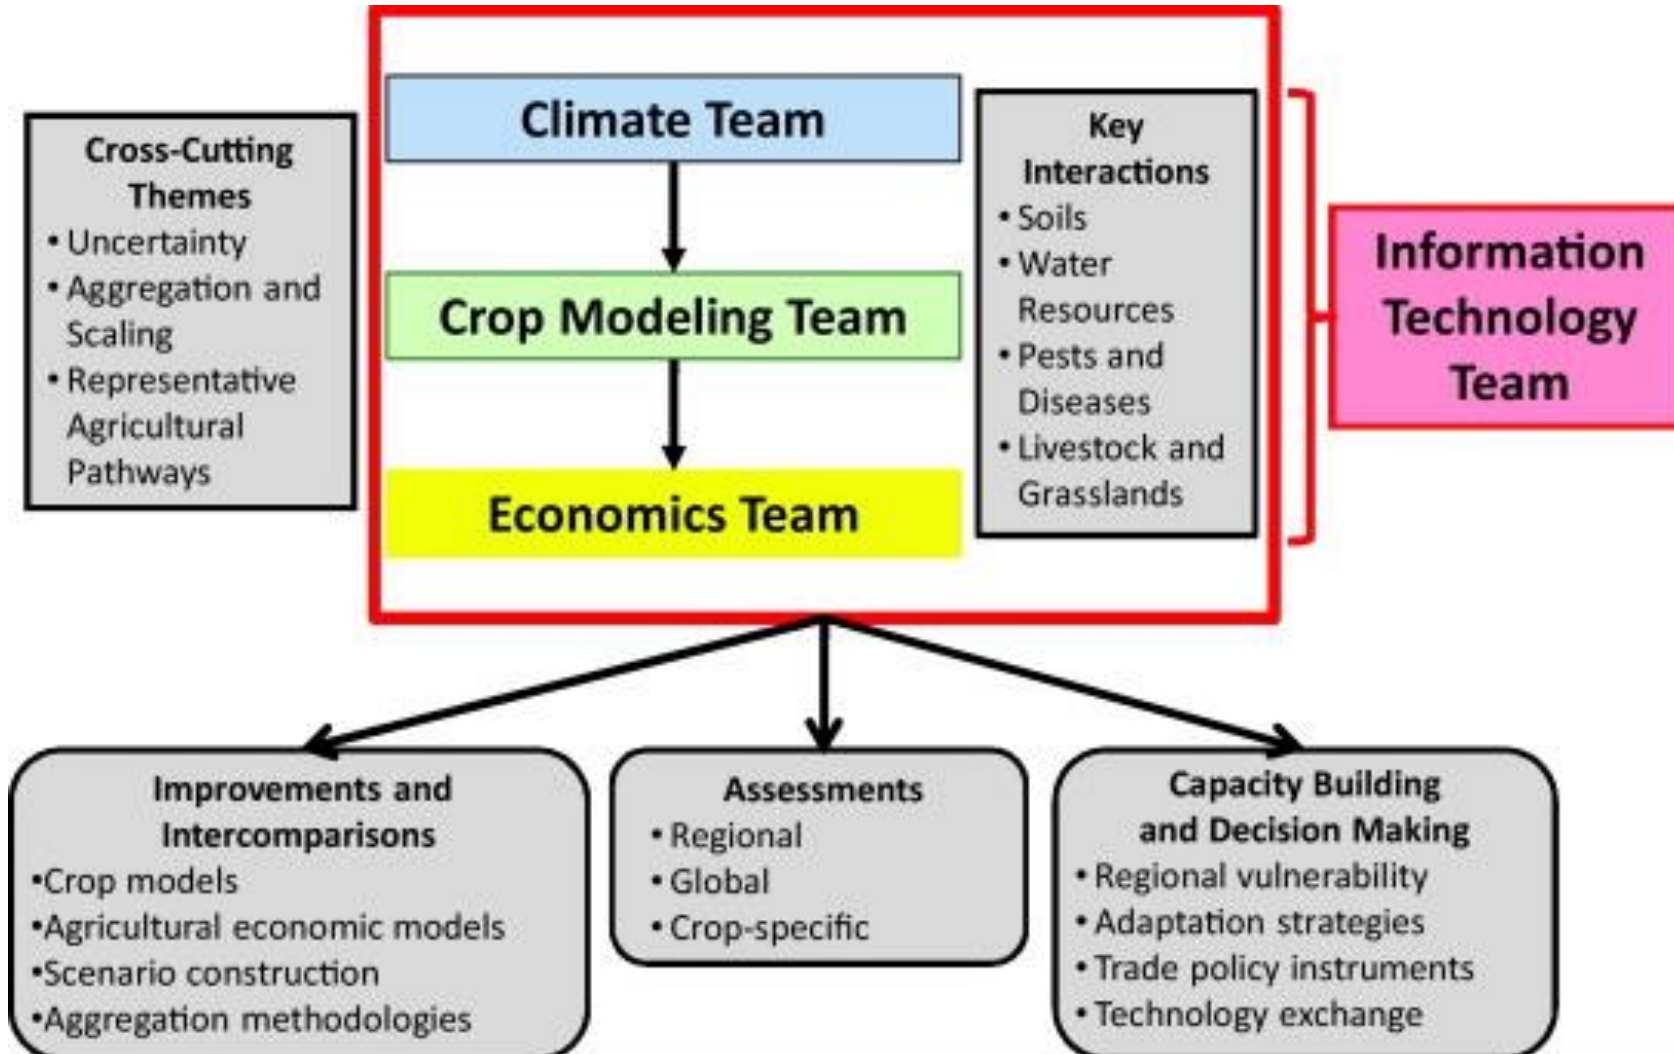 Climate Team
Crop Modeling Team
Economics Team
Cross-Cutting
Themes
• Uncertainty
• Aggregation and
Scaling
• Representative
Agricultural
Pathways
Key
Interactions
• Soils
• Water
Resources
• Pests and
Diseases
• Livestock and
Grasslands
Information
Technology
Team
Improvements and
Intercomparisons
•Crop models
•Agricultural economic models
•Scenario construction
•Aggregation methodologies
Assessments
• Regional
• Global
• Crop-specific
Capacity Building
and Decision Making
• Regional vulnerability
• Adaptation strategies
• Trade policy instruments
• Technology exchange